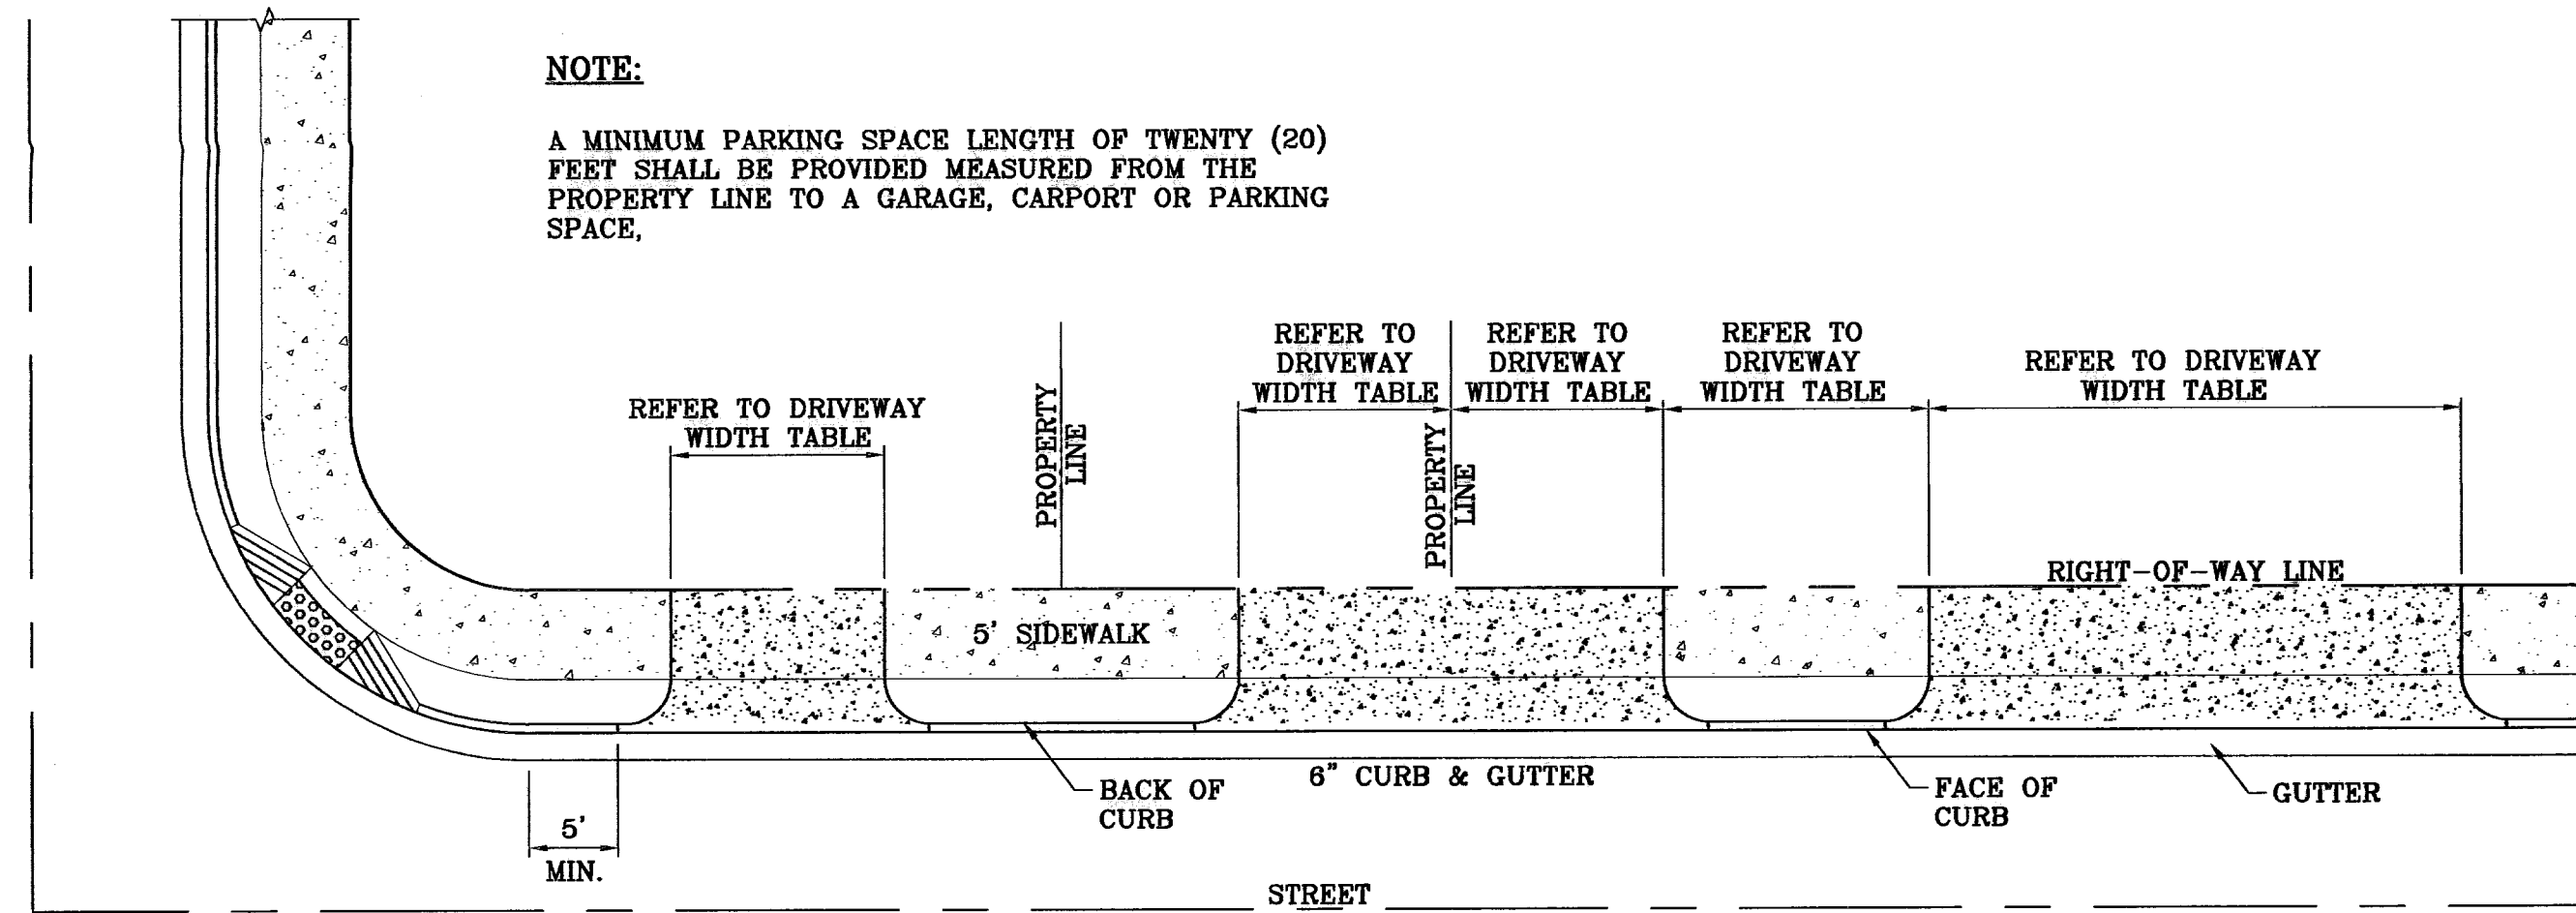 NOTE:
A MINIMUM PARKING SPACE LENGTH OF TWENTY (20)
FEET SHALL BE PROVIDED MEASURED FROM THE
PROPERTY LINE TO A GARAGE, CARPORT OR PARKING
SPACE,
REFER TO DRIVEWAY
WIDTH TABLE
PROPERTY
LINE
REFER TO
DRIVEWAY
WIDTH TABLE
PROPERTY
LINE
REFER TO
DRIVEWAY
WIDTH TABLE
REFER TO
DRIVEWAY
WIDTH TABLE
REFER TO DRIVEWAY
WIDTH TABLE
RIGHT-OF-WAY LINE
5' SIDEWALK
BACK OF
CURB
6" CURB & GUTTER
FACE OF
CURB
GUTTER
5'
MIN.
STREET